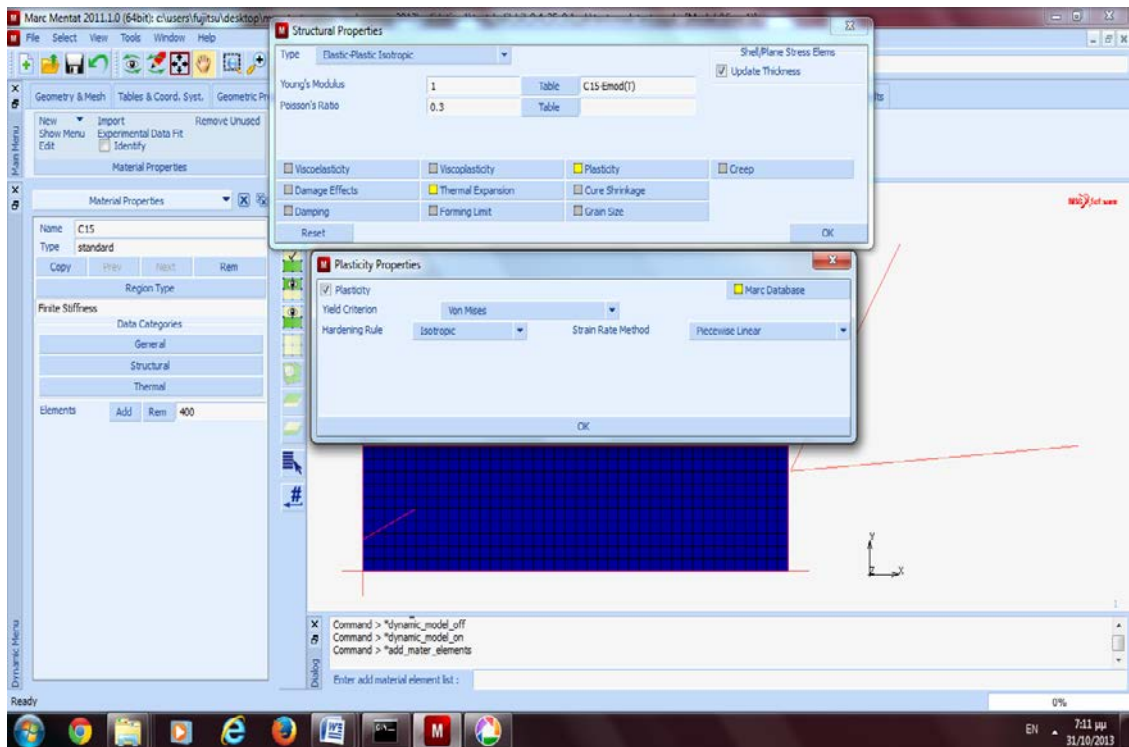 Marc Mentat 2011.1.0 (64bit): c:\users\fujitsu\desktop\
File Select View Tools Window Help
Geometry & Mesh Tables & Coord. Syst. Geometric
New Import Remove Unused
Show Menu Experimental Data Fit
Edit Identify
Material Properties
Main Menu
Material Properties
Name C15
Type standard
Copy Prev Next Rem
Region Type
Finite Stiffness
Data Categories
General
Structural
Thermal
Elements Add Rem 400
Dynamic Menu
Structural Properties
Type Elastic-Plastic Isotropic
Shell/Plane Stress Elems
Update Thickness
Young's Modulus 1 Table C15-Emod(T)
Poisson's Ratio 0.3 Table
Viscoelasticity Viscoplasticity Plasticity Creep
Damage Effects Thermal Expansion Cure Shrinkage
Damping Forming Limit Grain Size
Reset OK
Plasticity Properties
Plasticity Marc Database
Yield Criterion Von Mises
Hardening Rule Isotropic Strain Rate Method Piecewise Linear
OK
Y
Z X
1
Command > *dynamic_model_off
Command > *dynamic_model_on
Command > *add_mater_elements
Dialog
Enter add material element list :
Ready 0%
EN 7:11 μμ
31/10/2013